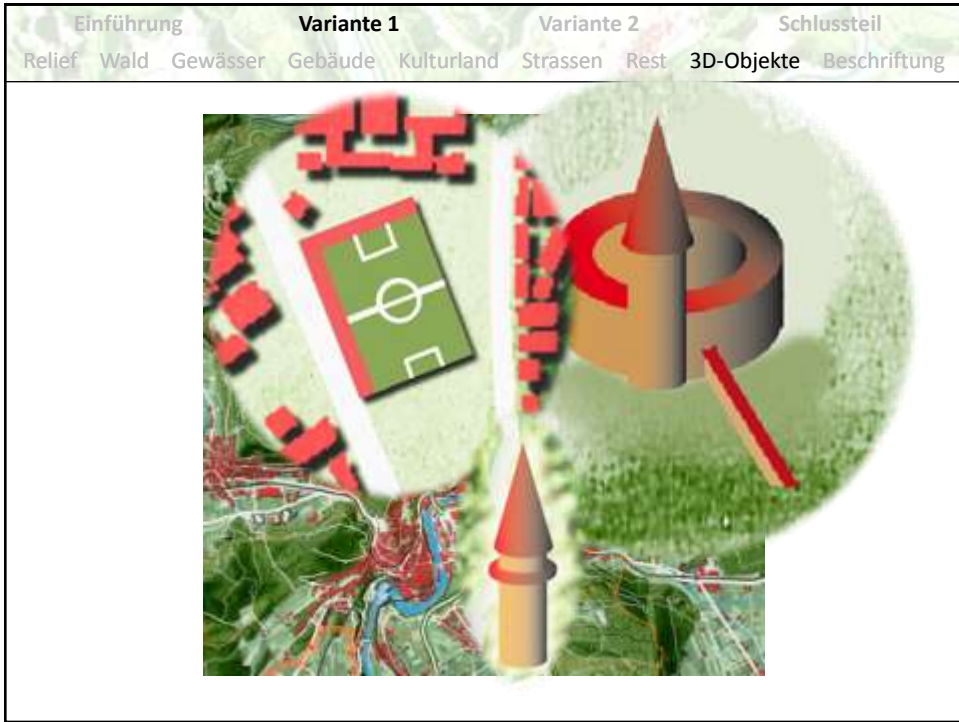 Einführung Variante 1 Variante 2 Schlussteil
Relief Wald Gewässer Gebäude Kulturland Strassen Rest 3D-Objekte Beschriftung